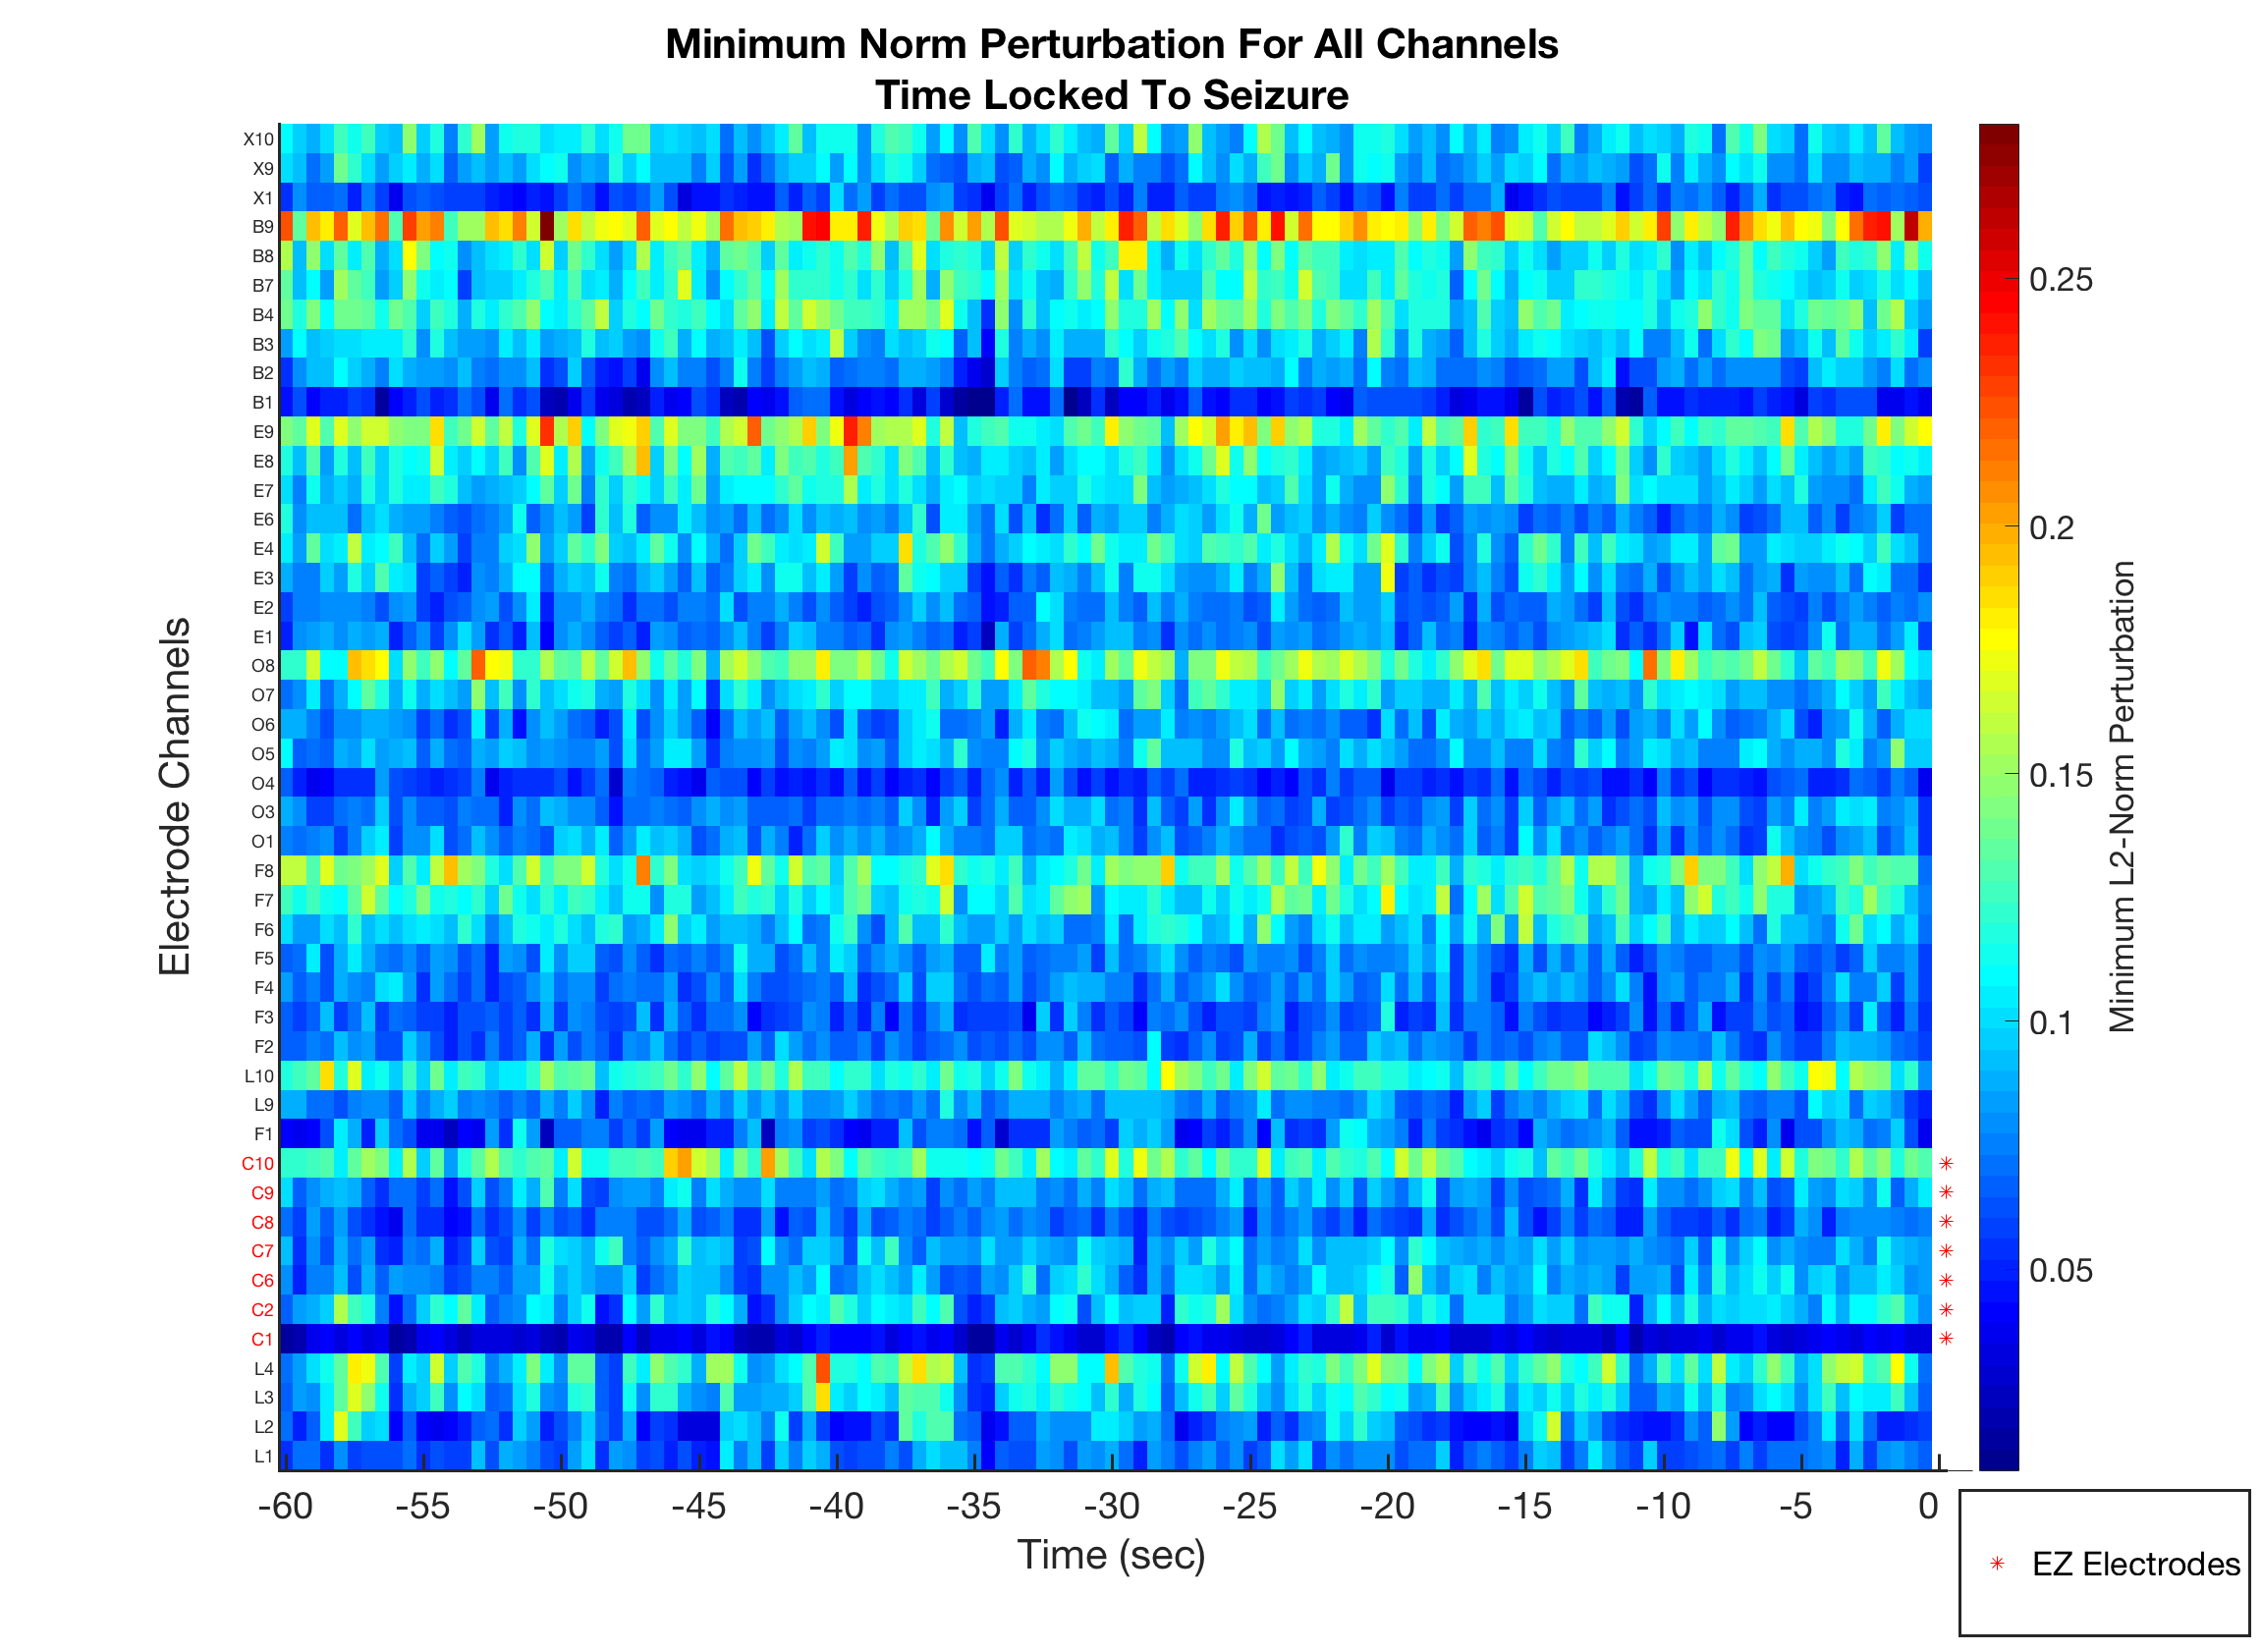 Minimum Norm Perturbation For All Channels
Time Locked To Seizure
Electrode Channels
X10
X9
X1
B9
B8
B7
B4
B3
B2
B1
E9
E8
E7
E6
E4
E3
E2
E1
O8
O7
O6
O5
O4
O3
O1
F8
F7
F6
F5
F4
F3
F2
L10
L9
F1
C10
C9
C8
C7
C6
C2
C1
L4
L3
L2
L1
-60 -55 -50 -45 -40 -35 -30 -25 -20 -15 -10 -5 0
Time (sec)
0.25
0.2
0.15
0.1
0.05
Minimum L2-Norm Perturbation
EZ Electrodes